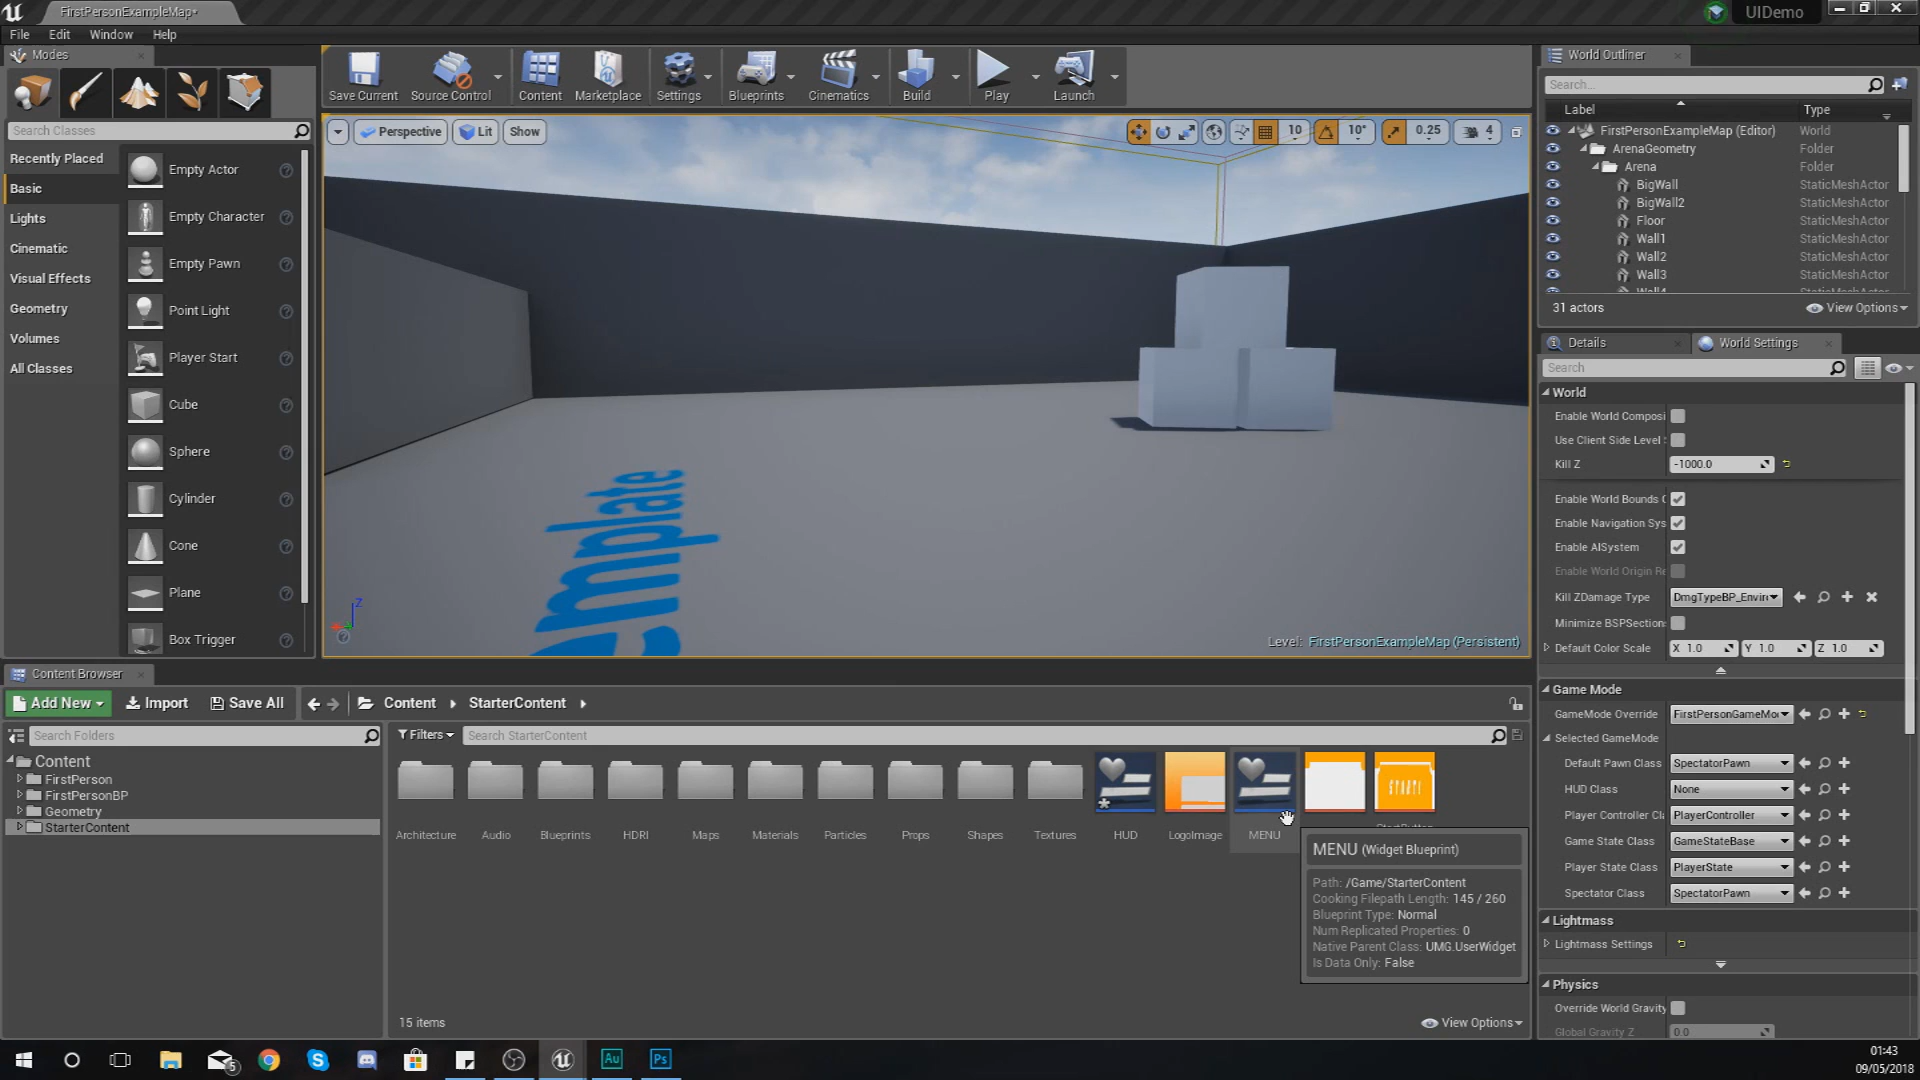 FirstPersonExampleMap*
UIDemo
File Edit Window Help
Modes
Save Current
Source Control
Content
Marketplace
Settings
Blueprints
Cinematics
Build
Play
Launch
Search Classes
Recently Placed
Basic
Lights
Cinematic
Visual Effects
Geometry
Volumes
All Classes
Empty Actor
Empty Character
Empty Pawn
Point Light
Player Start
Cube
Sphere
Cylinder
Cone
Plane
Box Trigger
Perspective
Lit
Show
10
10°
0.25
4
emplate
Z
Level: FirstPersonExampleMap (Persistent)
World Outliner
Search...
Label Type
FirstPersonExampleMap (Editor) World
ArenaGeometry Folder
Arena Folder
BigWall StaticMeshActor
BigWall2 StaticMeshActor
Floor StaticMeshActor
Wall1 StaticMeshActor
Wall2 StaticMeshActor
Wall3 StaticMeshActor
31 actors
View Options
Details
World Settings
Search
World
Enable World Composi
Use Client Side Level
Kill Z -1000.0
Enable World Bounds C
Enable Navigation Sys
Enable AISystem
Enable World Origin Re
Kill ZDamage Type DmgTypeBP_Envir
Minimize BSPSection
Default Color Scale X 1.0 Y 1.0 Z 1.0
Game Mode
GameMode Override FirstPersonGameMo
Selected GameMode
Default Pawn Class SpectatorPawn
HUD Class None
Player Controller Cl PlayerController
Game State Class GameStateBase
Player State Class PlayerState
Spectator Class SpectatorPawn
Lightmass
Lightmass Settings
Physics
Override World Gravity
Global Gravity Z 0.0
Content Browser
Add New
Import
Save All
Content
StarterContent
Search Folders
Filters
Search StarterContent
Content
FirstPerson
FirstPersonBP
Geometry
StarterContent
START!
Architecture
Audio
Blueprints
HDRI
Maps
Materials
Particles
Props
Shapes
Textures
HUD
LogoImage
MENU
MENU (Widget Blueprint)
Path: /Game/StarterContent
Cooking Filepath Length: 145 / 260
Blueprint Type: Normal
Num Replicated Properties: 0
Native Parent Class: UMG.UserWidget
Is Data Only: False
15 items
View Options
5
Au
Ps
01:43
09/05/2018